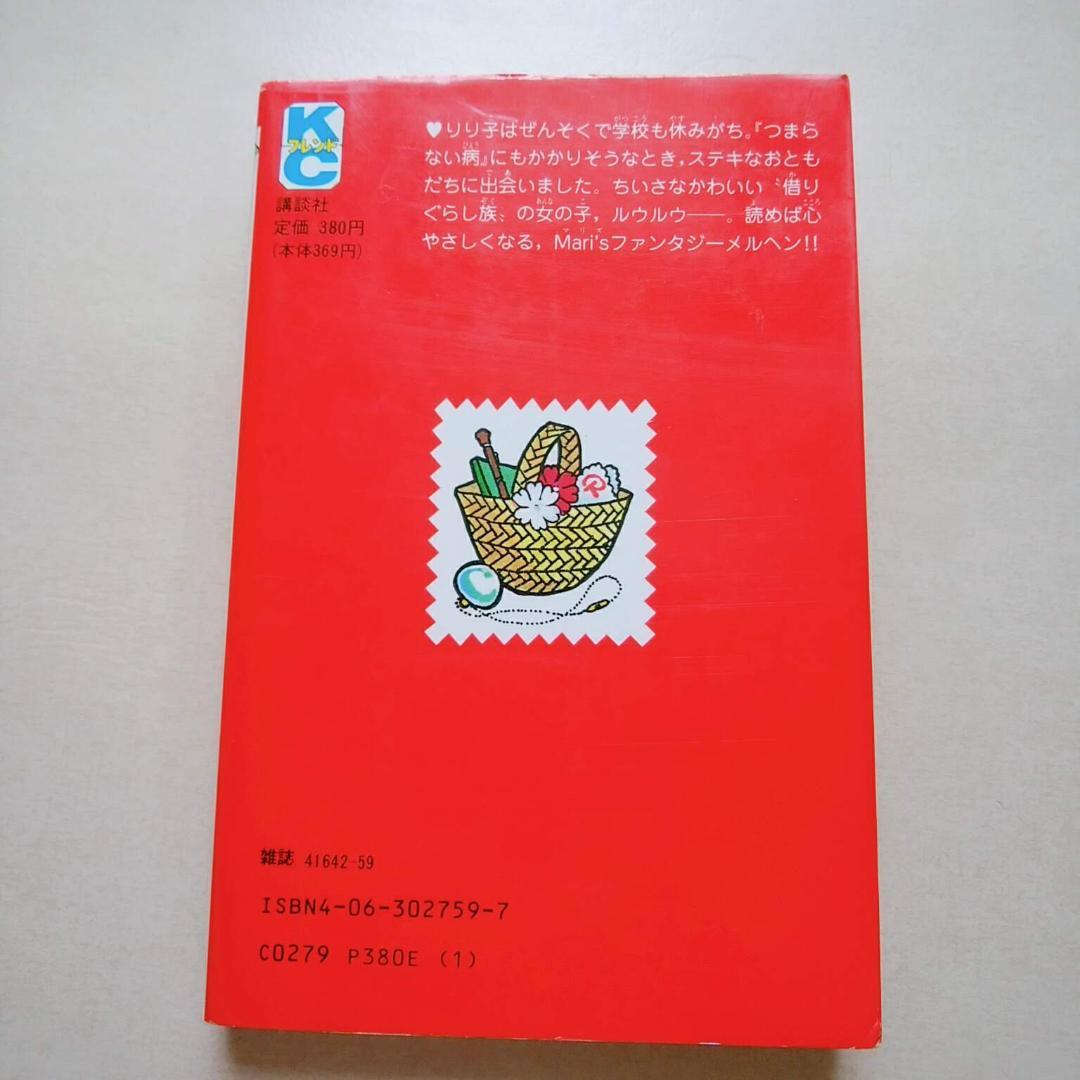 K
フレンド
C
講談社
定価 380円
(本体369円)
♥りり子はぜんそくで学校も休みがち。『つまら
ない病』にもかかりそうなとき，ステキなおとも
だちに出会いました。ちいさなかわいい〝借り
ぐらし族〟の女の子，ルウルウ――。読めば心
やさしくなる，Mari'sファンタジーメルヘン!!
雑誌 41642-59
ISBN4-06-302759-7
C0279 P380E (1)